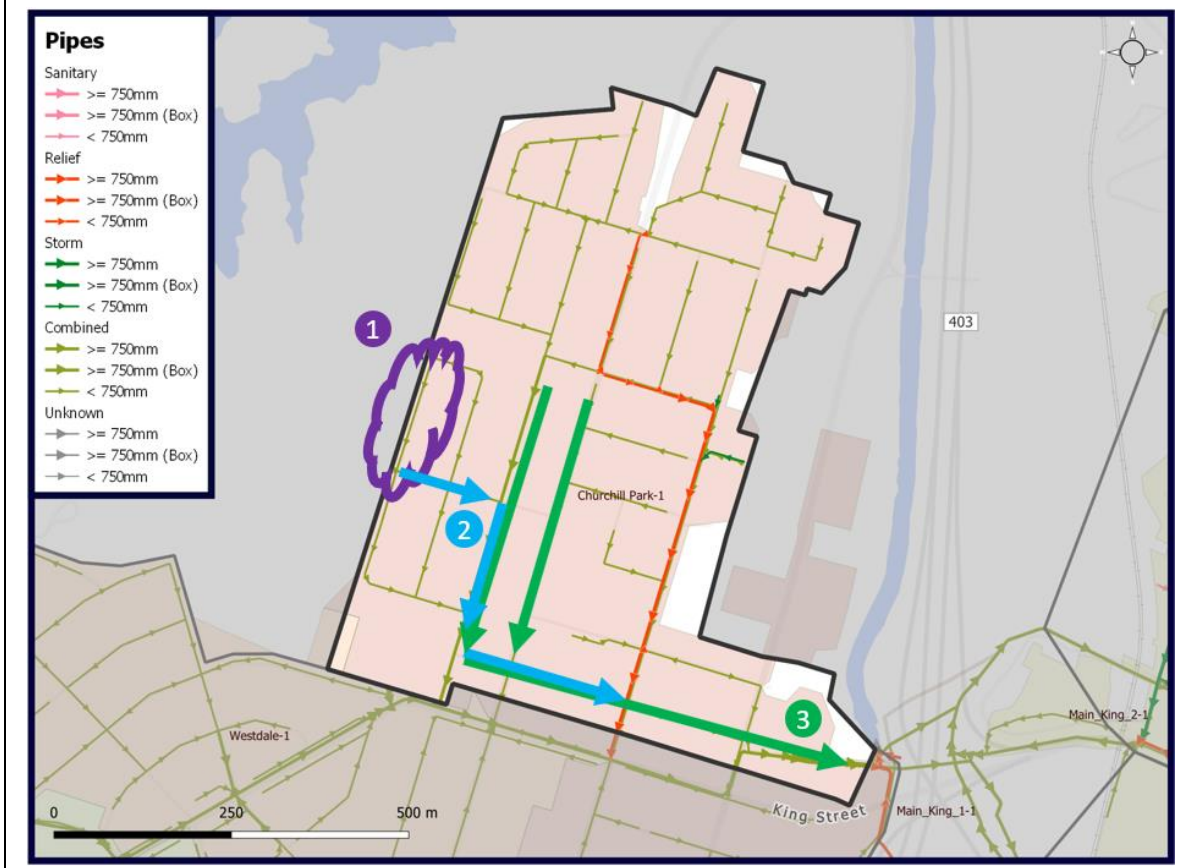 Pipes
Sanitary
>= 750mm
>= 750mm (Box)
< 750mm
Relief
>= 750mm
>= 750mm (Box)
< 750mm
Storm
>= 750mm
>= 750mm (Box)
< 750mm
Combined
>= 750mm
>= 750mm (Box)
< 750mm
Unknown
>= 750mm
>= 750mm (Box)
< 750mm
1
403
Churchill Park-1
2
3
Main_King_2-1
Westdale-1
King Street
Main_King_1-1
0 250 500 m